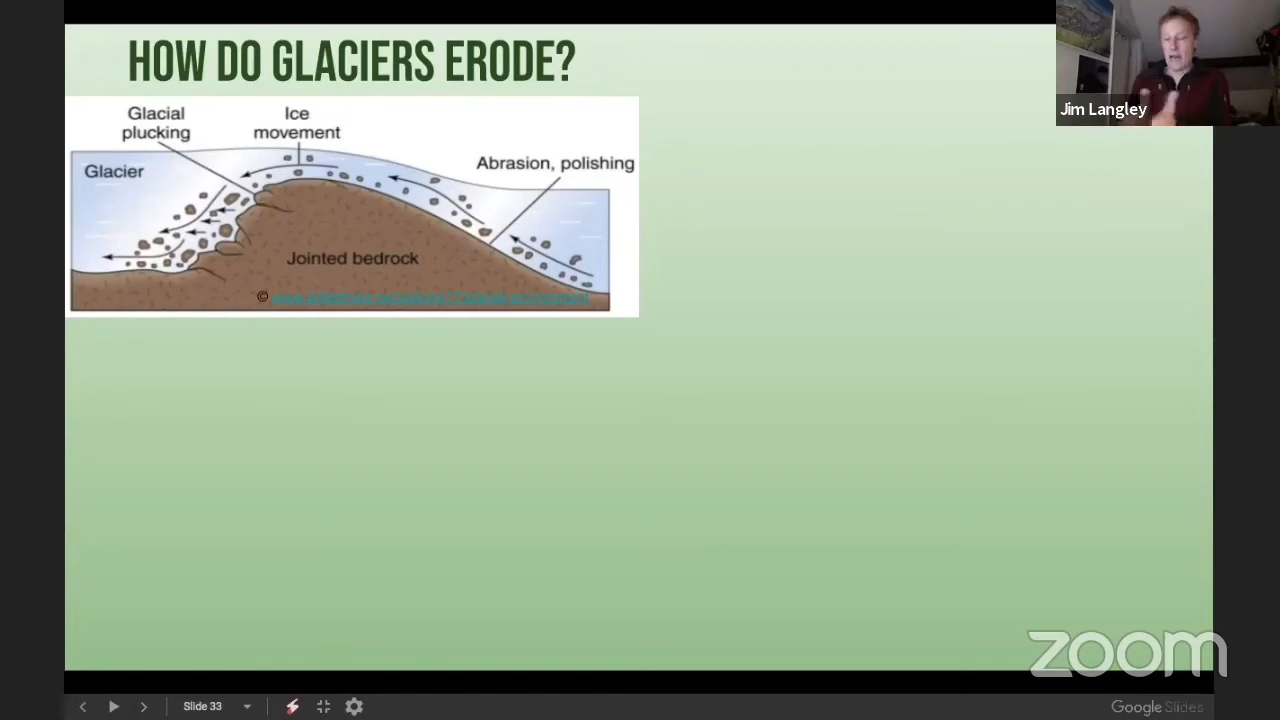 HOW DO GLACIERS ERODE?
Jim Langley
Glacial
plucking
Ice
movement
Abrasion, polishing
Glacier
Jointed bedrock
©
zoom
Slide 33
Google Slides